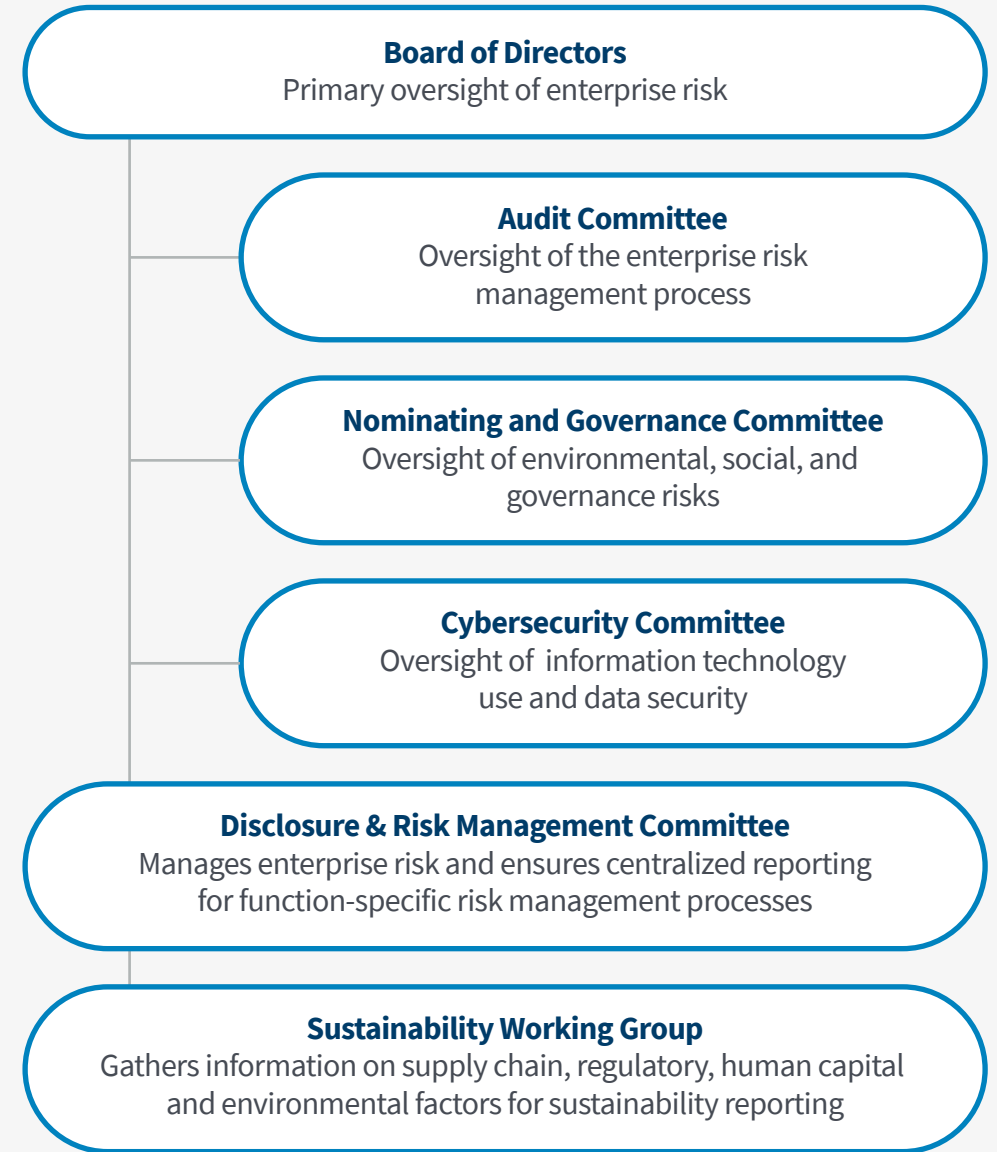 Board of Directors
Primary oversight of enterprise risk
Audit Committee
Oversight of the enterprise risk
management process
Nominating and Governance Committee
Oversight of environmental, social, and
governance risks
Cybersecurity Committee
Oversight of  information technology
use and data security
Disclosure & Risk Management Committee
Manages enterprise risk and ensures centralized reporting
for function-specific risk management processes
Sustainability Working Group
Gathers information on supply chain, regulatory, human capital
and environmental factors for sustainability reporting